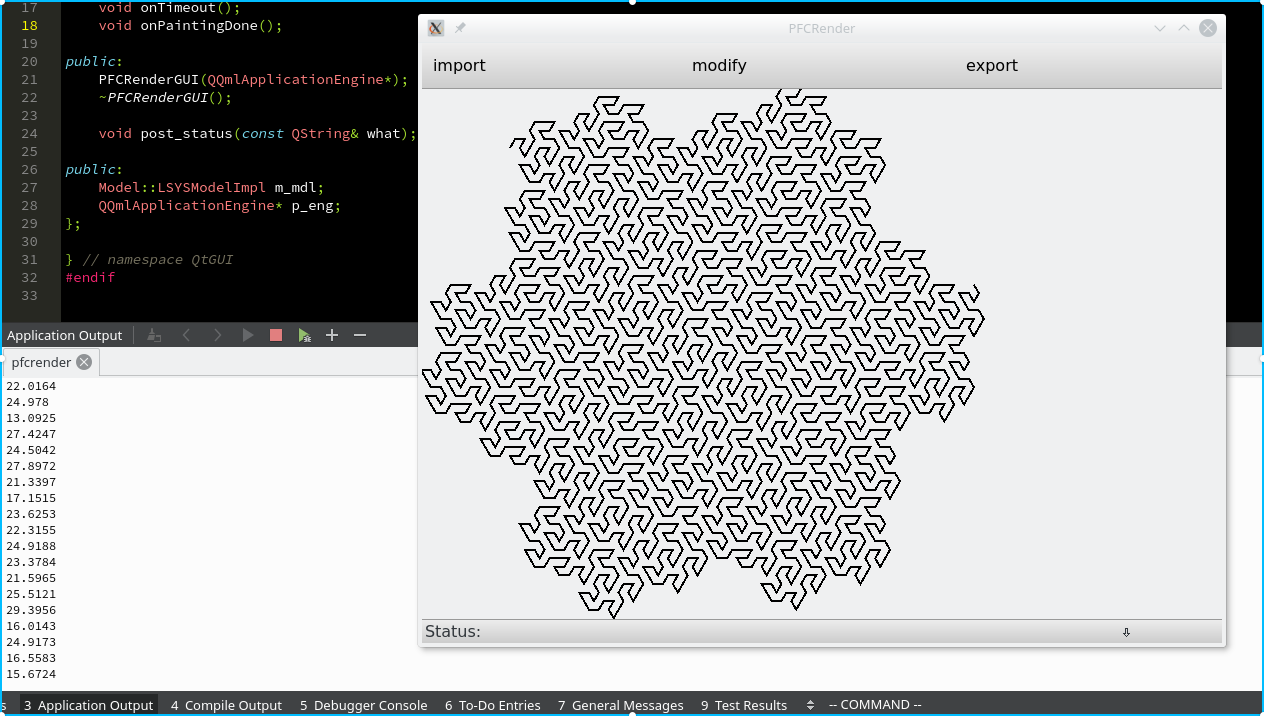 17 void onTimeout();
18 void onPaintingDone();
19
20 public:
21 PFCRenderGUI(QQmlApplicationEngine*);
22 ~PFCRenderGUI();
23
24 void post_status(const QString& what);
25
26 public:
27 Model::LSYSModelImpl m_mdl;
28 QQmlApplicationEngine* p_eng;
29 };
30
31 } // namespace QtGUI
32 #endif
33
PFCRender
import modify export
Status:
Application Output
pfcrender
22.0164
24.978
13.0925
27.4247
24.5042
27.8972
21.3397
17.1515
23.6253
22.3155
24.9188
23.3784
21.5965
25.5121
29.3956
16.0143
24.9173
16.5583
15.6724
s 3 Application Output 4 Compile Output 5 Debugger Console 6 To-Do Entries 7 General Messages 9 Test Results -- COMMAND --